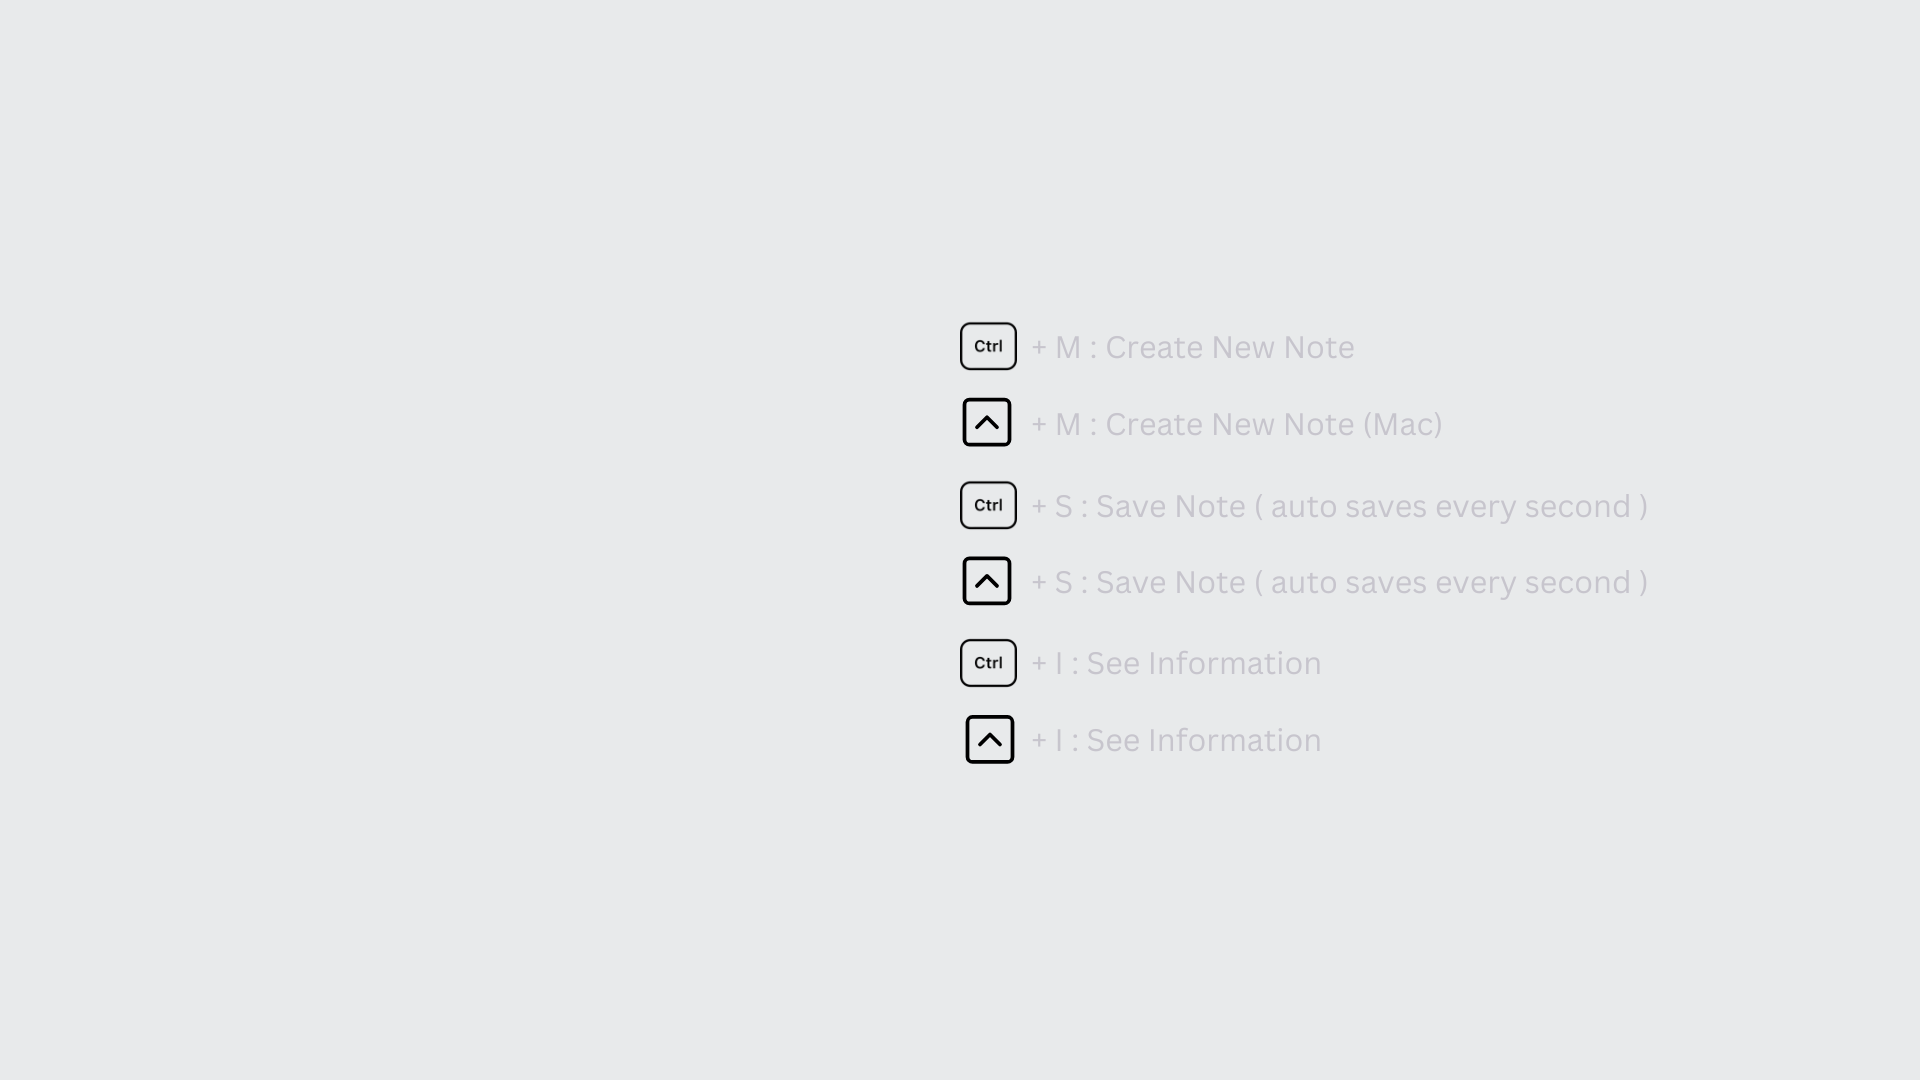 Ctrl + M : Create New Note
^ + M : Create New Note (Mac)
Ctrl + S : Save Note ( auto saves every second )
^ + S : Save Note ( auto saves every second )
Ctrl + I : See Information
^ + I : See Information